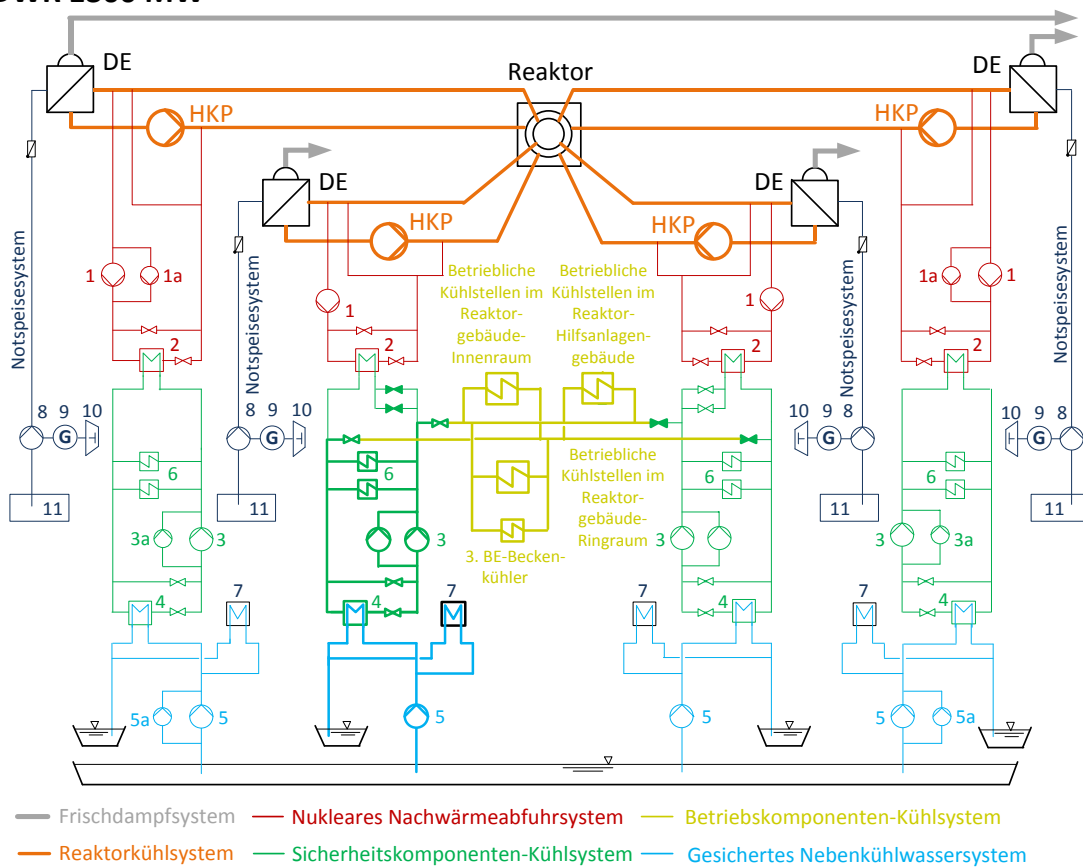 DWR MW
DE
Reaktor
DE
HKP
HKP
DE
DE
HKP
HKP
Notspeisesystem
Notspeisesystem
Notspeisesystem
Notspeisesystem
1
1a
1
1
1a
1
Betriebliche
Kühlstellen im
Reaktor-
gebäude-
Innenraum
Betriebliche
Kühlstellen im
Reaktor-
Hilfsanlagen-
gebäude
2
2
2
2
8 9 10
8 9 10
10 9 8
10 9 8
G
G
G
G
11
11
11
11
6
6
6
6
Betriebliche
Kühlstellen im
Reaktor-
gebäude-
Ringraum
3a
3
3
3
3
3a
3. BE-Becken-
kühler
4
4
4
4
7
7
7
7
5a
5
5
5
5
5a
Frischdampfsystem
Nukleares Nachwärmeabfuhrsystem
Betriebskomponenten-Kühlsystem
Reaktorkühlsystem
Sicherheitskomponenten-Kühlsystem
Gesichertes Nebenkühlwassersystem